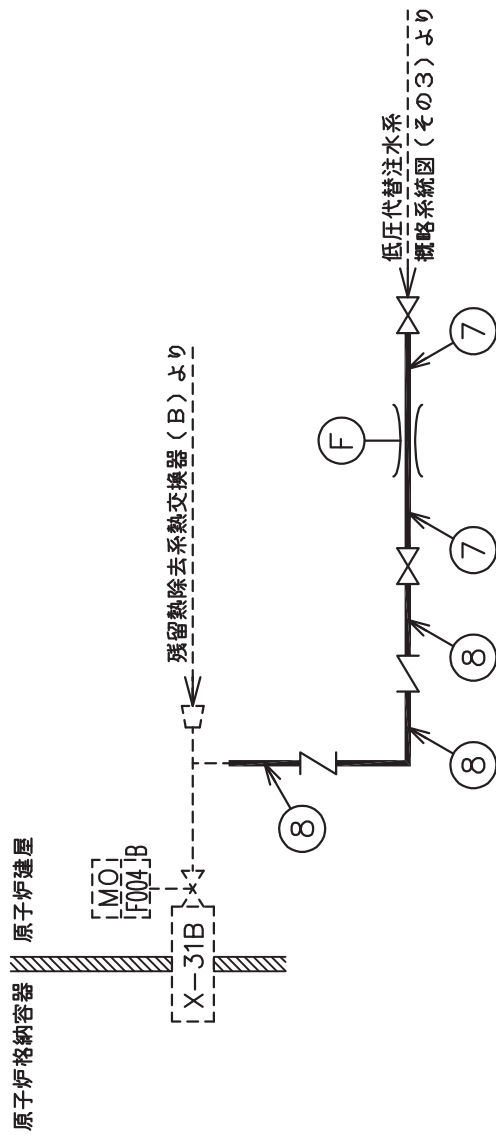 原子炉格納容器
原子炉建屋
MO
F004
B
X-31B
残留熱除去系熱交換器(B)より
低圧代替注水系
概略系統図(その3)より
F
7
7
8
8
8